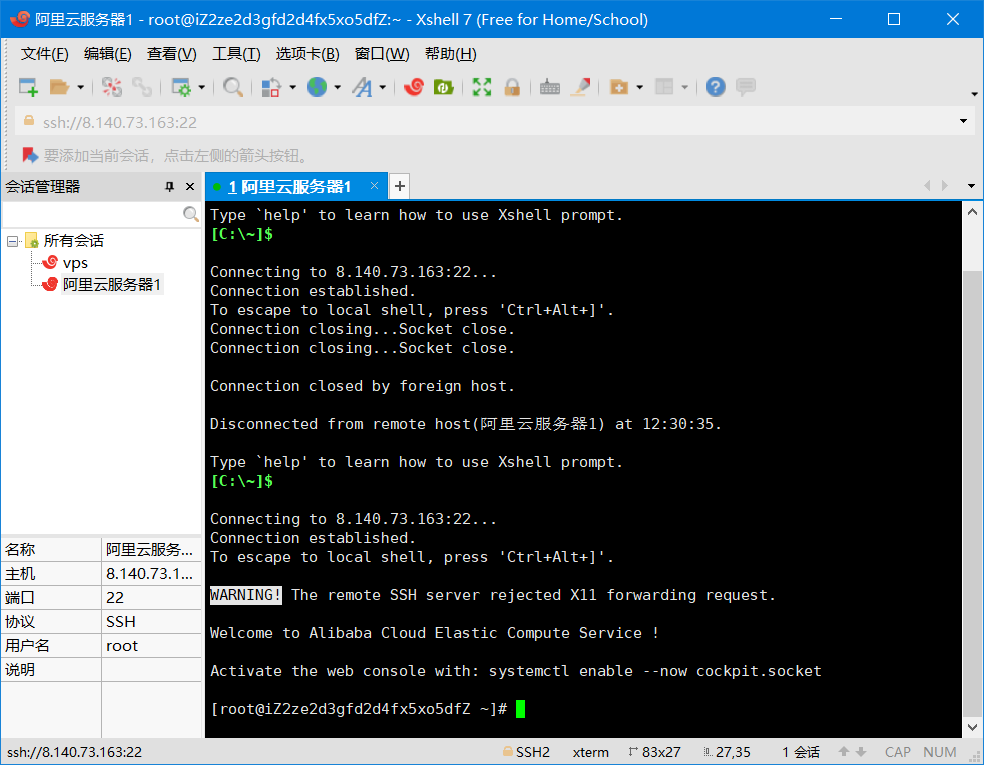 阿里云服务器1 - root@iZ2ze2d3gfd2d4fx5xo5dfZ:~ - Xshell 7 (Free for Home/School)
文件(F) 编辑(E) 查看(V) 工具(T) 选项卡(B) 窗口(W) 帮助(H)
ssh://8.140.73.163:22
要添加当前会话，点击左侧的箭头按钮。
会话管理器
所有会话
vps
阿里云服务器1
名称 阿里云服务...
主机 8.140.73.1...
端口 22
协议 SSH
用户名 root
说明
1 阿里云服务器1
Type `help' to learn how to use Xshell prompt.
[C:\~]$
Connecting to 8.140.73.163:22...
Connection established.
To escape to local shell, press 'Ctrl+Alt+]'.
Connection closing...Socket close.
Connection closing...Socket close.
Connection closed by foreign host.
Disconnected from remote host(阿里云服务器1) at 12:30:35.
Type `help' to learn how to use Xshell prompt.
[C:\~]$
Connecting to 8.140.73.163:22...
Connection established.
To escape to local shell, press 'Ctrl+Alt+]'.
WARNING! The remote SSH server rejected X11 forwarding request.
Welcome to Alibaba Cloud Elastic Compute Service !
Activate the web console with: systemctl enable --now cockpit.socket
[root@iZ2ze2d3gfd2d4fx5xo5dfZ ~]#
ssh://8.140.73.163:22 SSH2 xterm 83x27 27,35 1 会话 CAP NUM